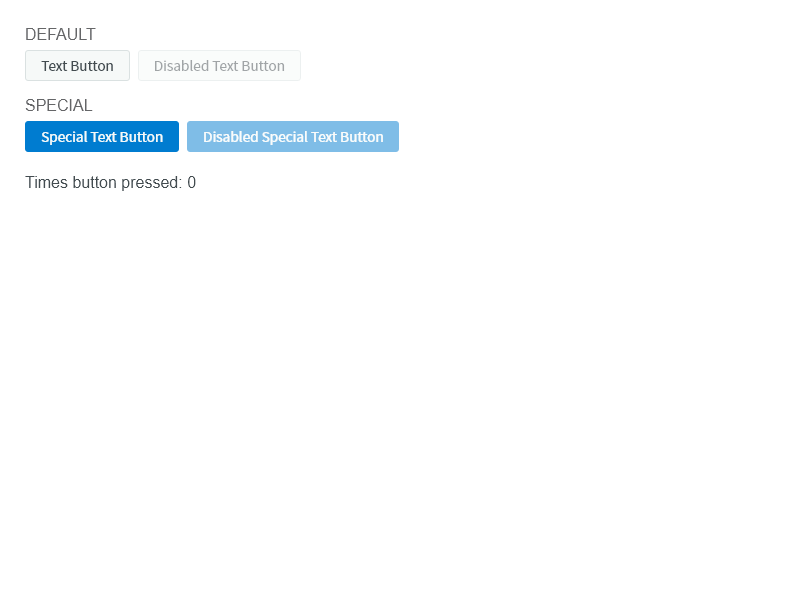 DEFAULT
Text Button Disabled Text Button
SPECIAL
Special Text Button Disabled Special Text Button
Times button pressed: 0